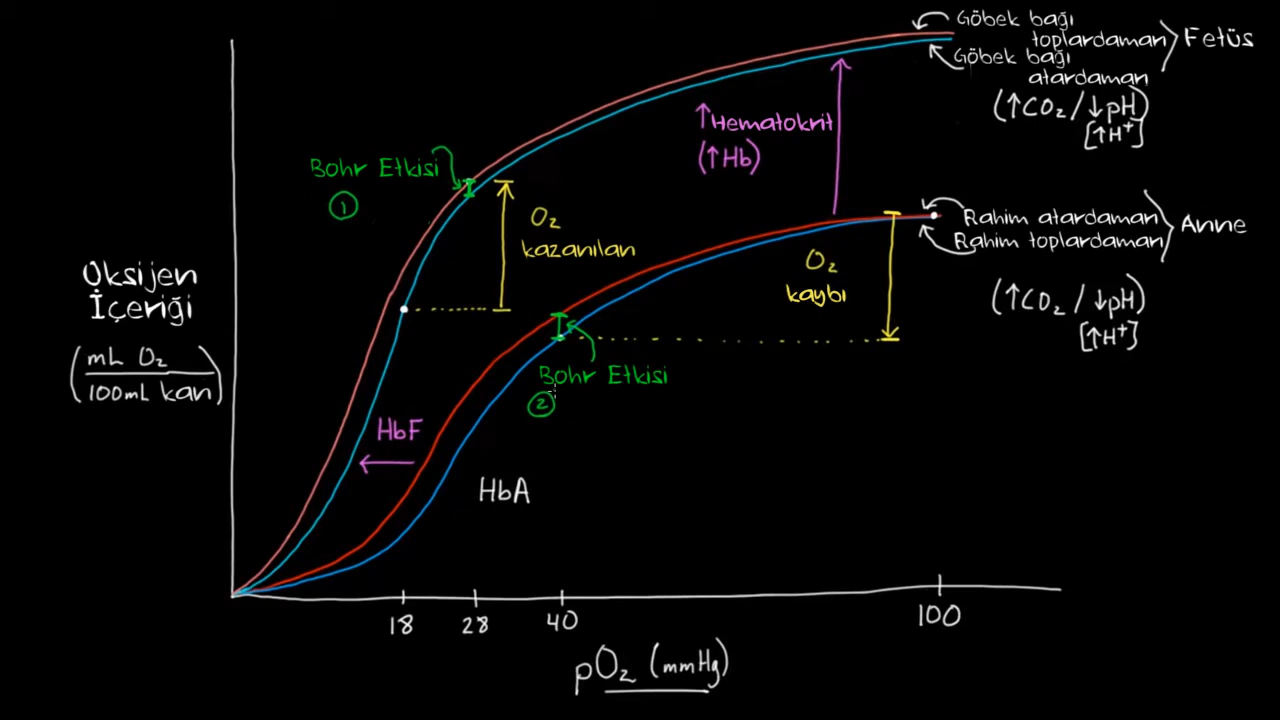 Göbek bağı
toplardaman
Fetüs
Göbek bağı
atardaman
(↑CO₂ / ↓pH)
[↑H⁺]
↑Hematokrit
(↑Hb)
Bohr Etkisi
1
O₂
kazanılan
Rahim atardaman
Rahim toplardaman
Anne
O₂
kaybı
(↑CO₂ / ↓pH)
[↑H⁺]
Oksijen
İçeriği
(mL O₂
100mL kan)
Bohr Etkisi
2
HbF
HbA
18 28 40 100
pO₂ (mmHg)